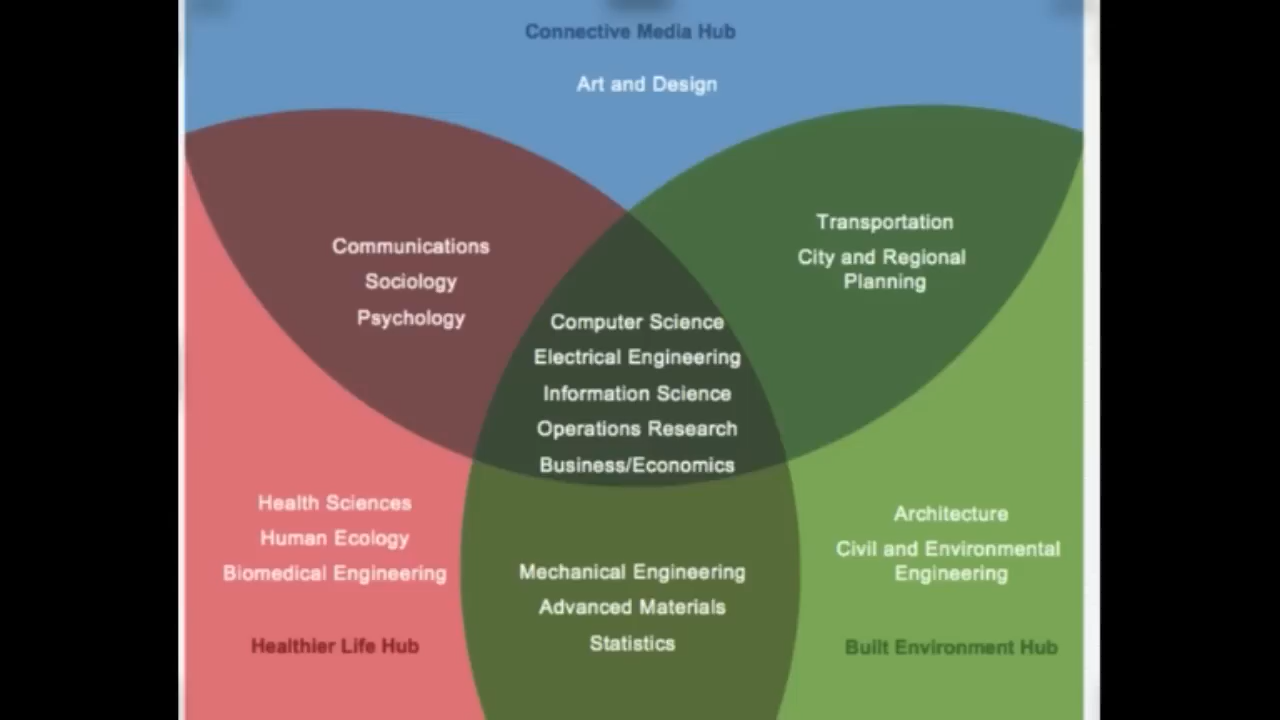 Connective Media Hub
Art and Design
Communications
Sociology
Psychology
Transportation
City and Regional
Planning
Computer Science
Electrical Engineering
Information Science
Operations Research
Business/Economics
Health Sciences
Human Ecology
Biomedical Engineering
Healthier Life Hub
Mechanical Engineering
Advanced Materials
Statistics
Architecture
Civil and Environmental
Engineering
Built Environment Hub